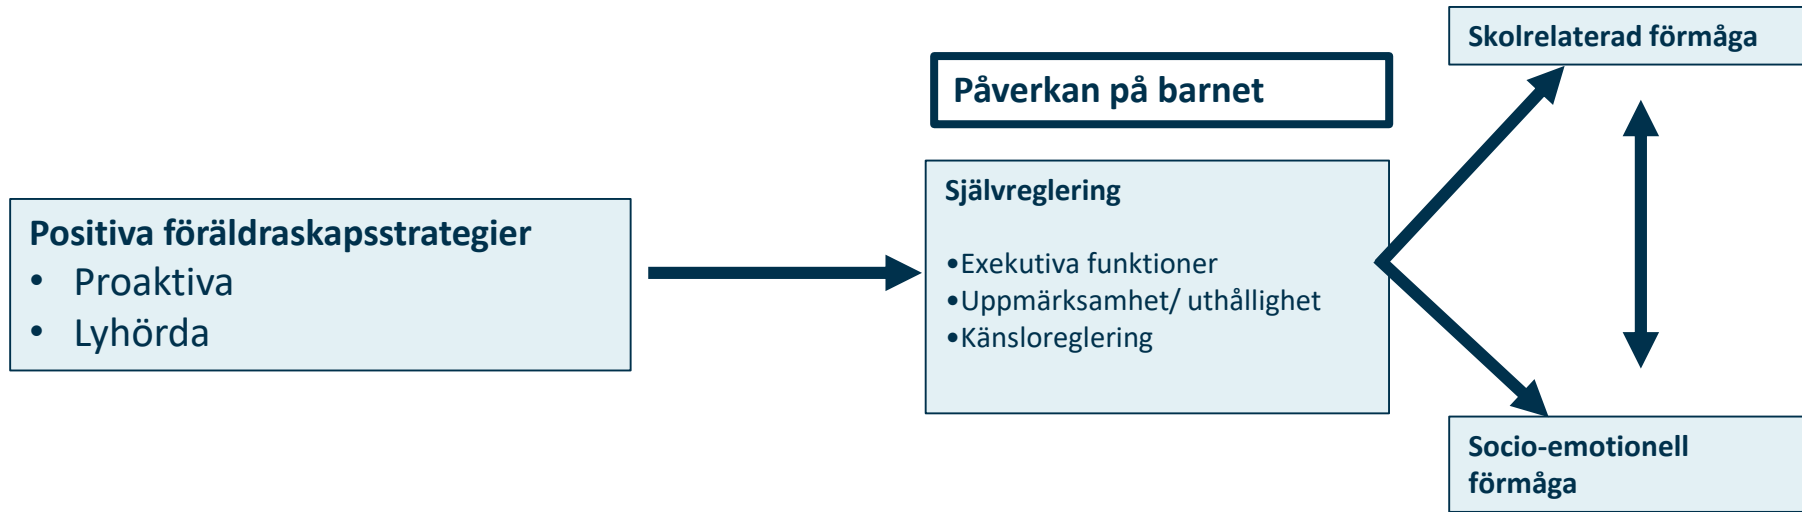 Positiva föräldraskapsstrategier
• Proaktiva
• Lyhörda
Påverkan på barnet
Självreglering
•Exekutiva funktioner
•Uppmärksamhet/ uthållighet
•Känsloreglering
Skolrelaterad förmåga
Socio-emotionell
förmåga